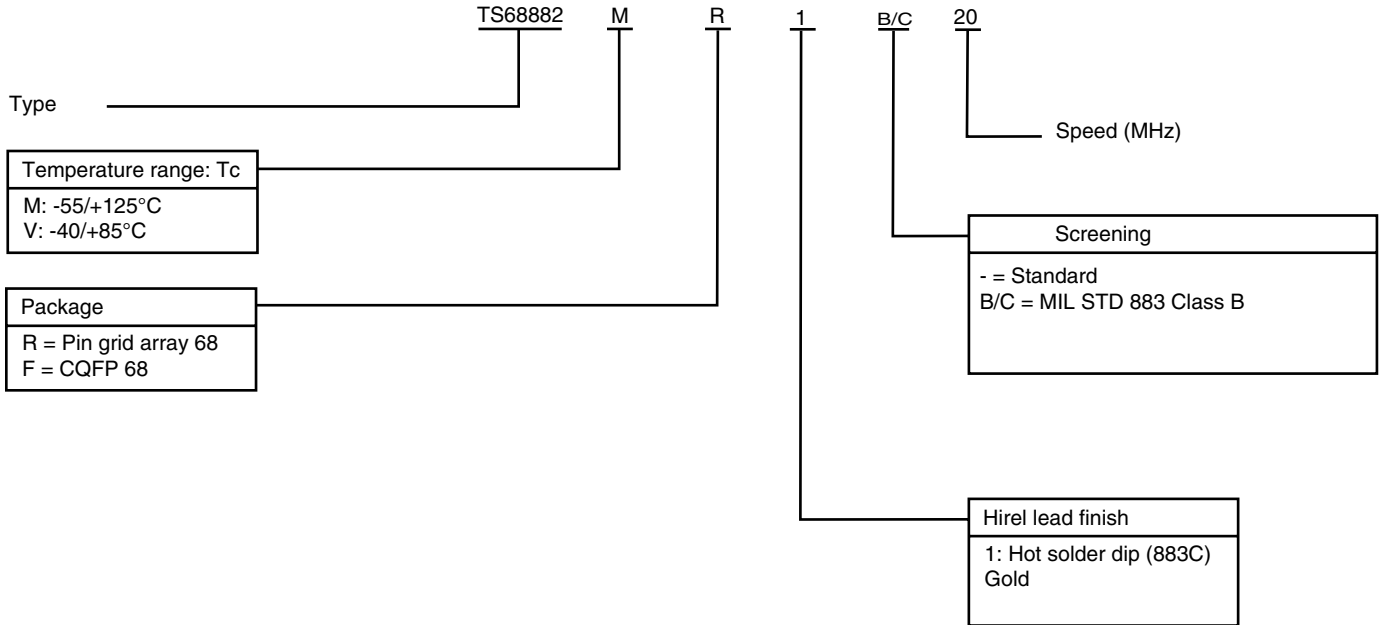 TS68882 M R 1 B/C 20
Type
Speed (MHz)
Temperature range: Tc
M: -55/+125°C
V: -40/+85°C
Screening
- = Standard
B/C = MIL STD 883 Class B
Package
R = Pin grid array 68
F = CQFP 68
Hirel lead finish
1: Hot solder dip (883C)
Gold